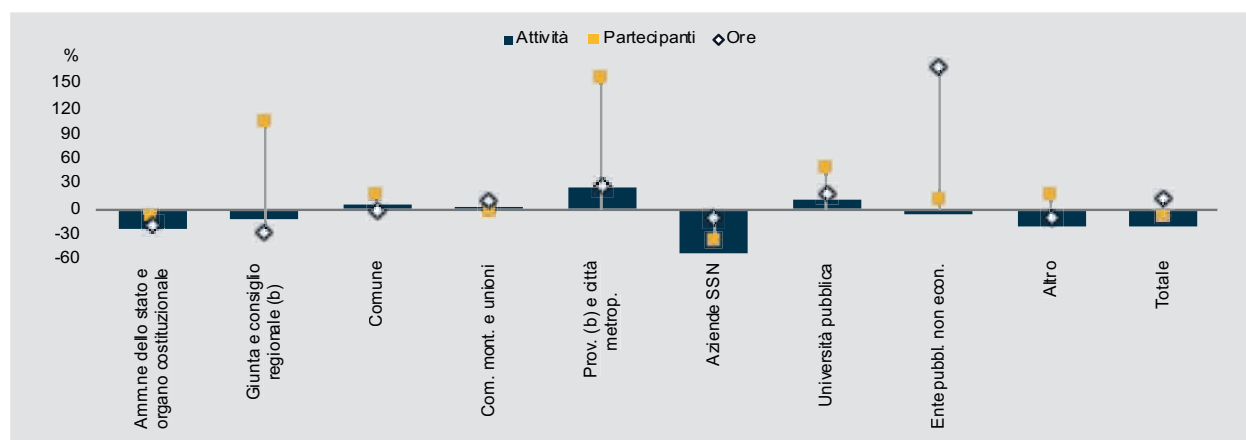 Attività Partecipanti Ore
%
150
120
90
60
30
0
-30
-60
Amm.ne dello stato e
organo costituzionale
Giunta e consiglio
regionale (b)
Comune
Com. mont. e unioni
Prov. (b) e dittà
metrop.
Aziende SSN
Università pubblica
Ente pubbl. non econ.
Altro
Totale